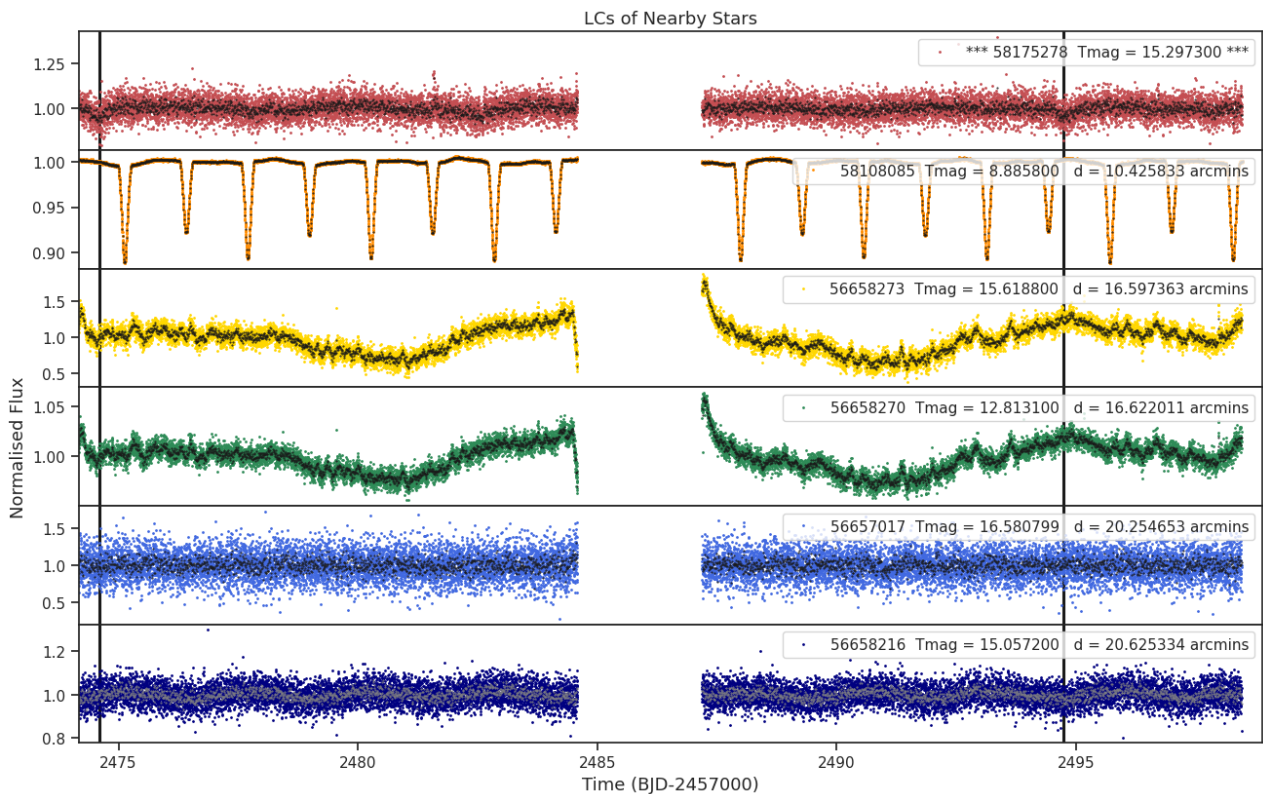 LCs of Nearby Stars
*** 58175278 Tmag = 15.297300 ***
1.25
1.00
58108085 Tmag = 8.885800 d = 10.425833 arcmins
1.00
0.95
0.90
56658273 Tmag = 15.618800 d = 16.597363 arcmins
1.5
1.0
0.5
56658270 Tmag = 12.813100 d = 16.622011 arcmins
1.05
1.00
56657017 Tmag = 16.580799 d = 20.254653 arcmins
1.5
1.0
0.5
56658216 Tmag = 15.057200 d = 20.625334 arcmins
1.2
1.0
0.8
Normalised Flux
2475 2480 2485 2490 2495
Time (BJD-2457000)